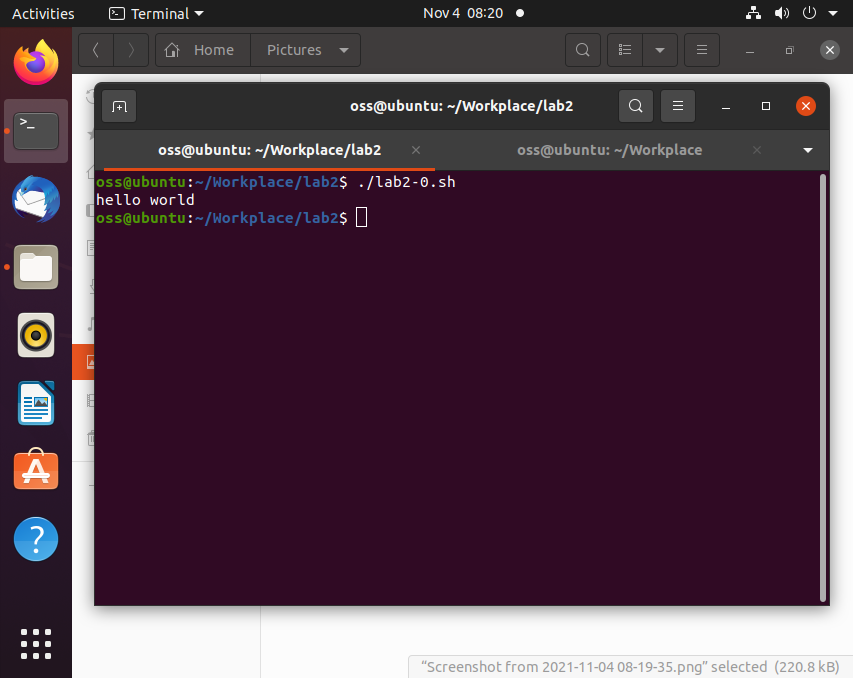 Activities
Terminal
Nov 4 08:20
Home
Pictures
oss@ubuntu: ~/Workplace/lab2
oss@ubuntu: ~/Workplace/lab2
oss@ubuntu: ~/Workplace
oss@ubuntu:~/Workplace/lab2$ ./lab2-0.sh
hello world
oss@ubuntu:~/Workplace/lab2$
“Screenshot from 2021-11-04 08-19-35.png” selected (220.8 kB)